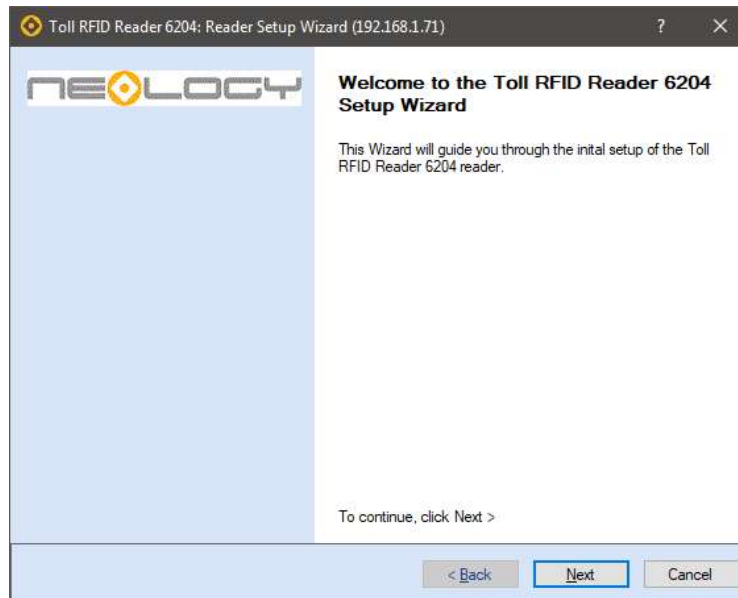 Toll RFID Reader 6204: Reader Setup Wizard (192.168.1.71)
NEOLOGY
Welcome to the Toll RFID Reader 6204
Setup Wizard
This Wizard will guide you through the inital setup of the Toll
RFID Reader 6204 reader.
To continue, click Next >
< Back
Next
Cancel